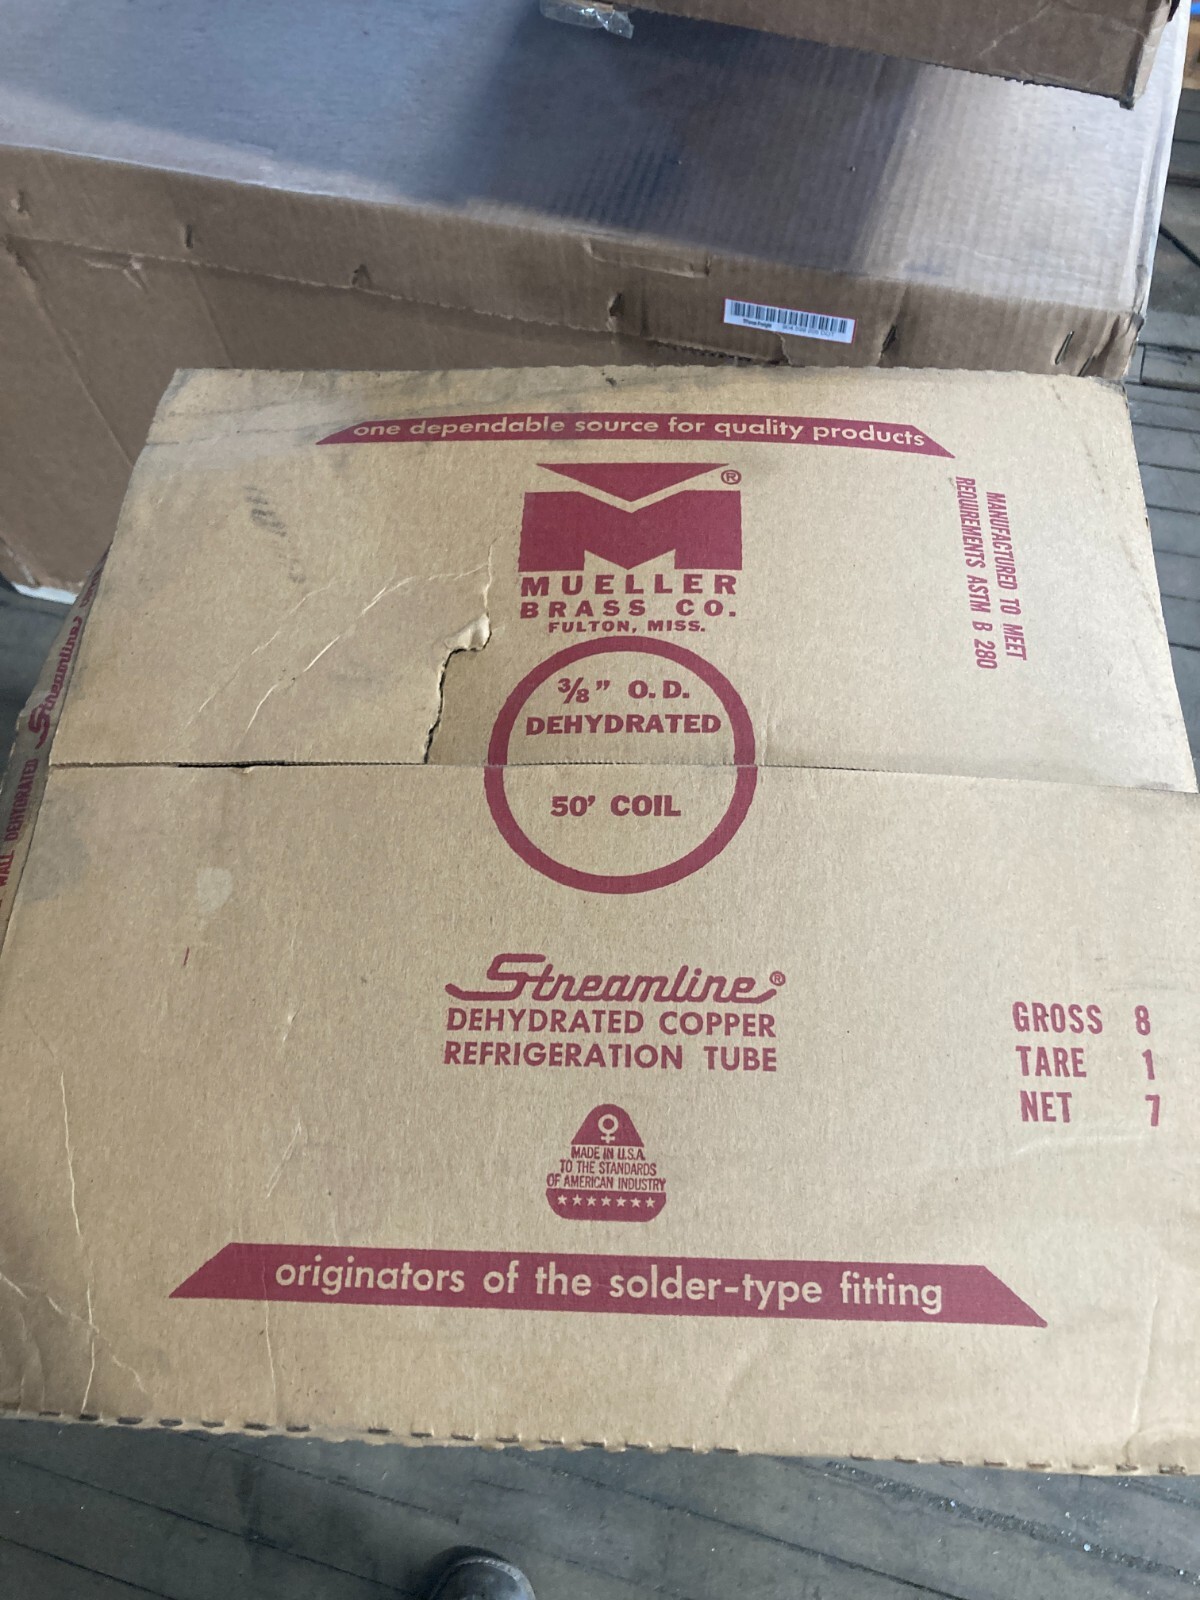 one dependable source for quality products
®
MUELLER
BRASS CO.
FULTON, MISS.
MANUFACTURED TO MEET
REQUIREMENTS ASTM B 280
3/8" O.D.
DEHYDRATED
50' COIL
Streamline®
DEHYDRATED COPPER
REFRIGERATION TUBE
GROSS 8
TARE 1
NET 7
MADE IN U.S.A.
TO THE STANDARDS
OF AMERICAN INDUSTRY
originators of the solder-type fitting
Streamline
WALL DEHYDRATED